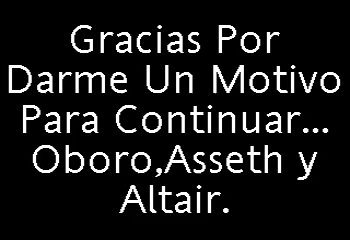 Gracias Por
Darme Un Motivo
Para Continuar...
Oboro,Asseth y
Altair.